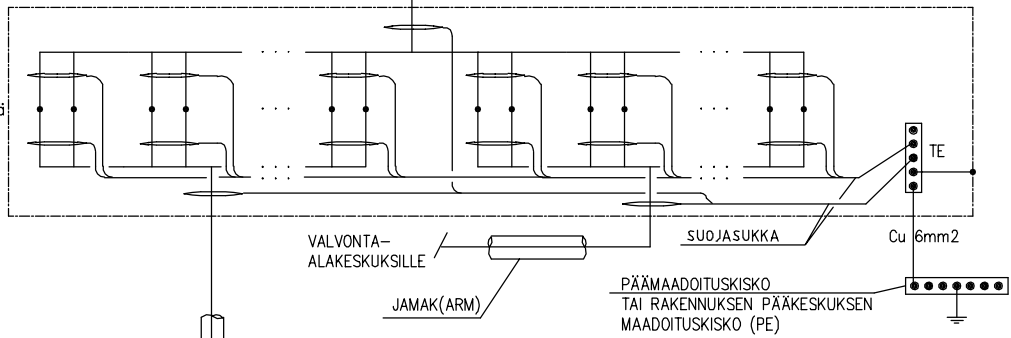 TE
VALVONTA-
ALAKESKUKSILLE
SUOJASUKKA
Cu 6mm2
JAMAK(ARM)
PÄÄMAADOITUSKISKO
TAI RAKENNUKSEN PÄÄKESKUKSEN
MAADOITUSKISKO (PE)